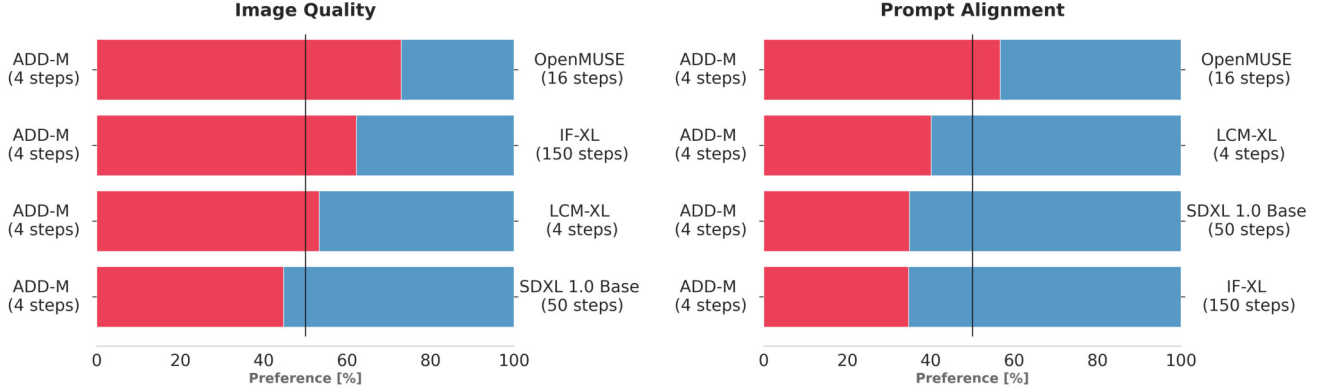 Image Quality
ADD-M
(4 steps)
OpenMUSE
(16 steps)
ADD-M
(4 steps)
IF-XL
(150 steps)
ADD-M
(4 steps)
LCM-XL
(4 steps)
ADD-M
(4 steps)
SDXL 1.0 Base
(50 steps)
0 20 40 60 80 100
Preference [%]
Prompt Alignment
ADD-M
(4 steps)
OpenMUSE
(16 steps)
ADD-M
(4 steps)
LCM-XL
(4 steps)
ADD-M
(4 steps)
SDXL 1.0 Base
(50 steps)
ADD-M
(4 steps)
IF-XL
(150 steps)
0 20 40 60 80 100
Preference [%]